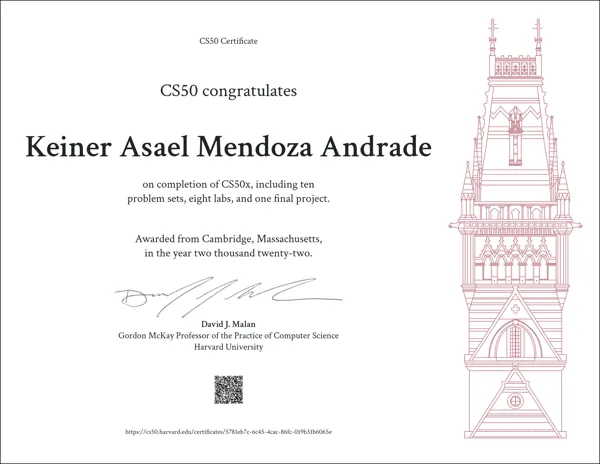 CS50 Certificate
CS50 congratulates
Keiner Asael Mendoza Andrade
on completion of CS50x, including ten
problem sets, eight labs, and one final project.
Awarded from Cambridge, Massachusetts,
in the year two thousand twenty-two.
David J. Malan
Gordon McKay Professor of the Practice of Computer Science
Harvard University
https://cs50.harvard.edu/certificates/5781eb7c-6c45-4cac-86fc-019b31b6065e